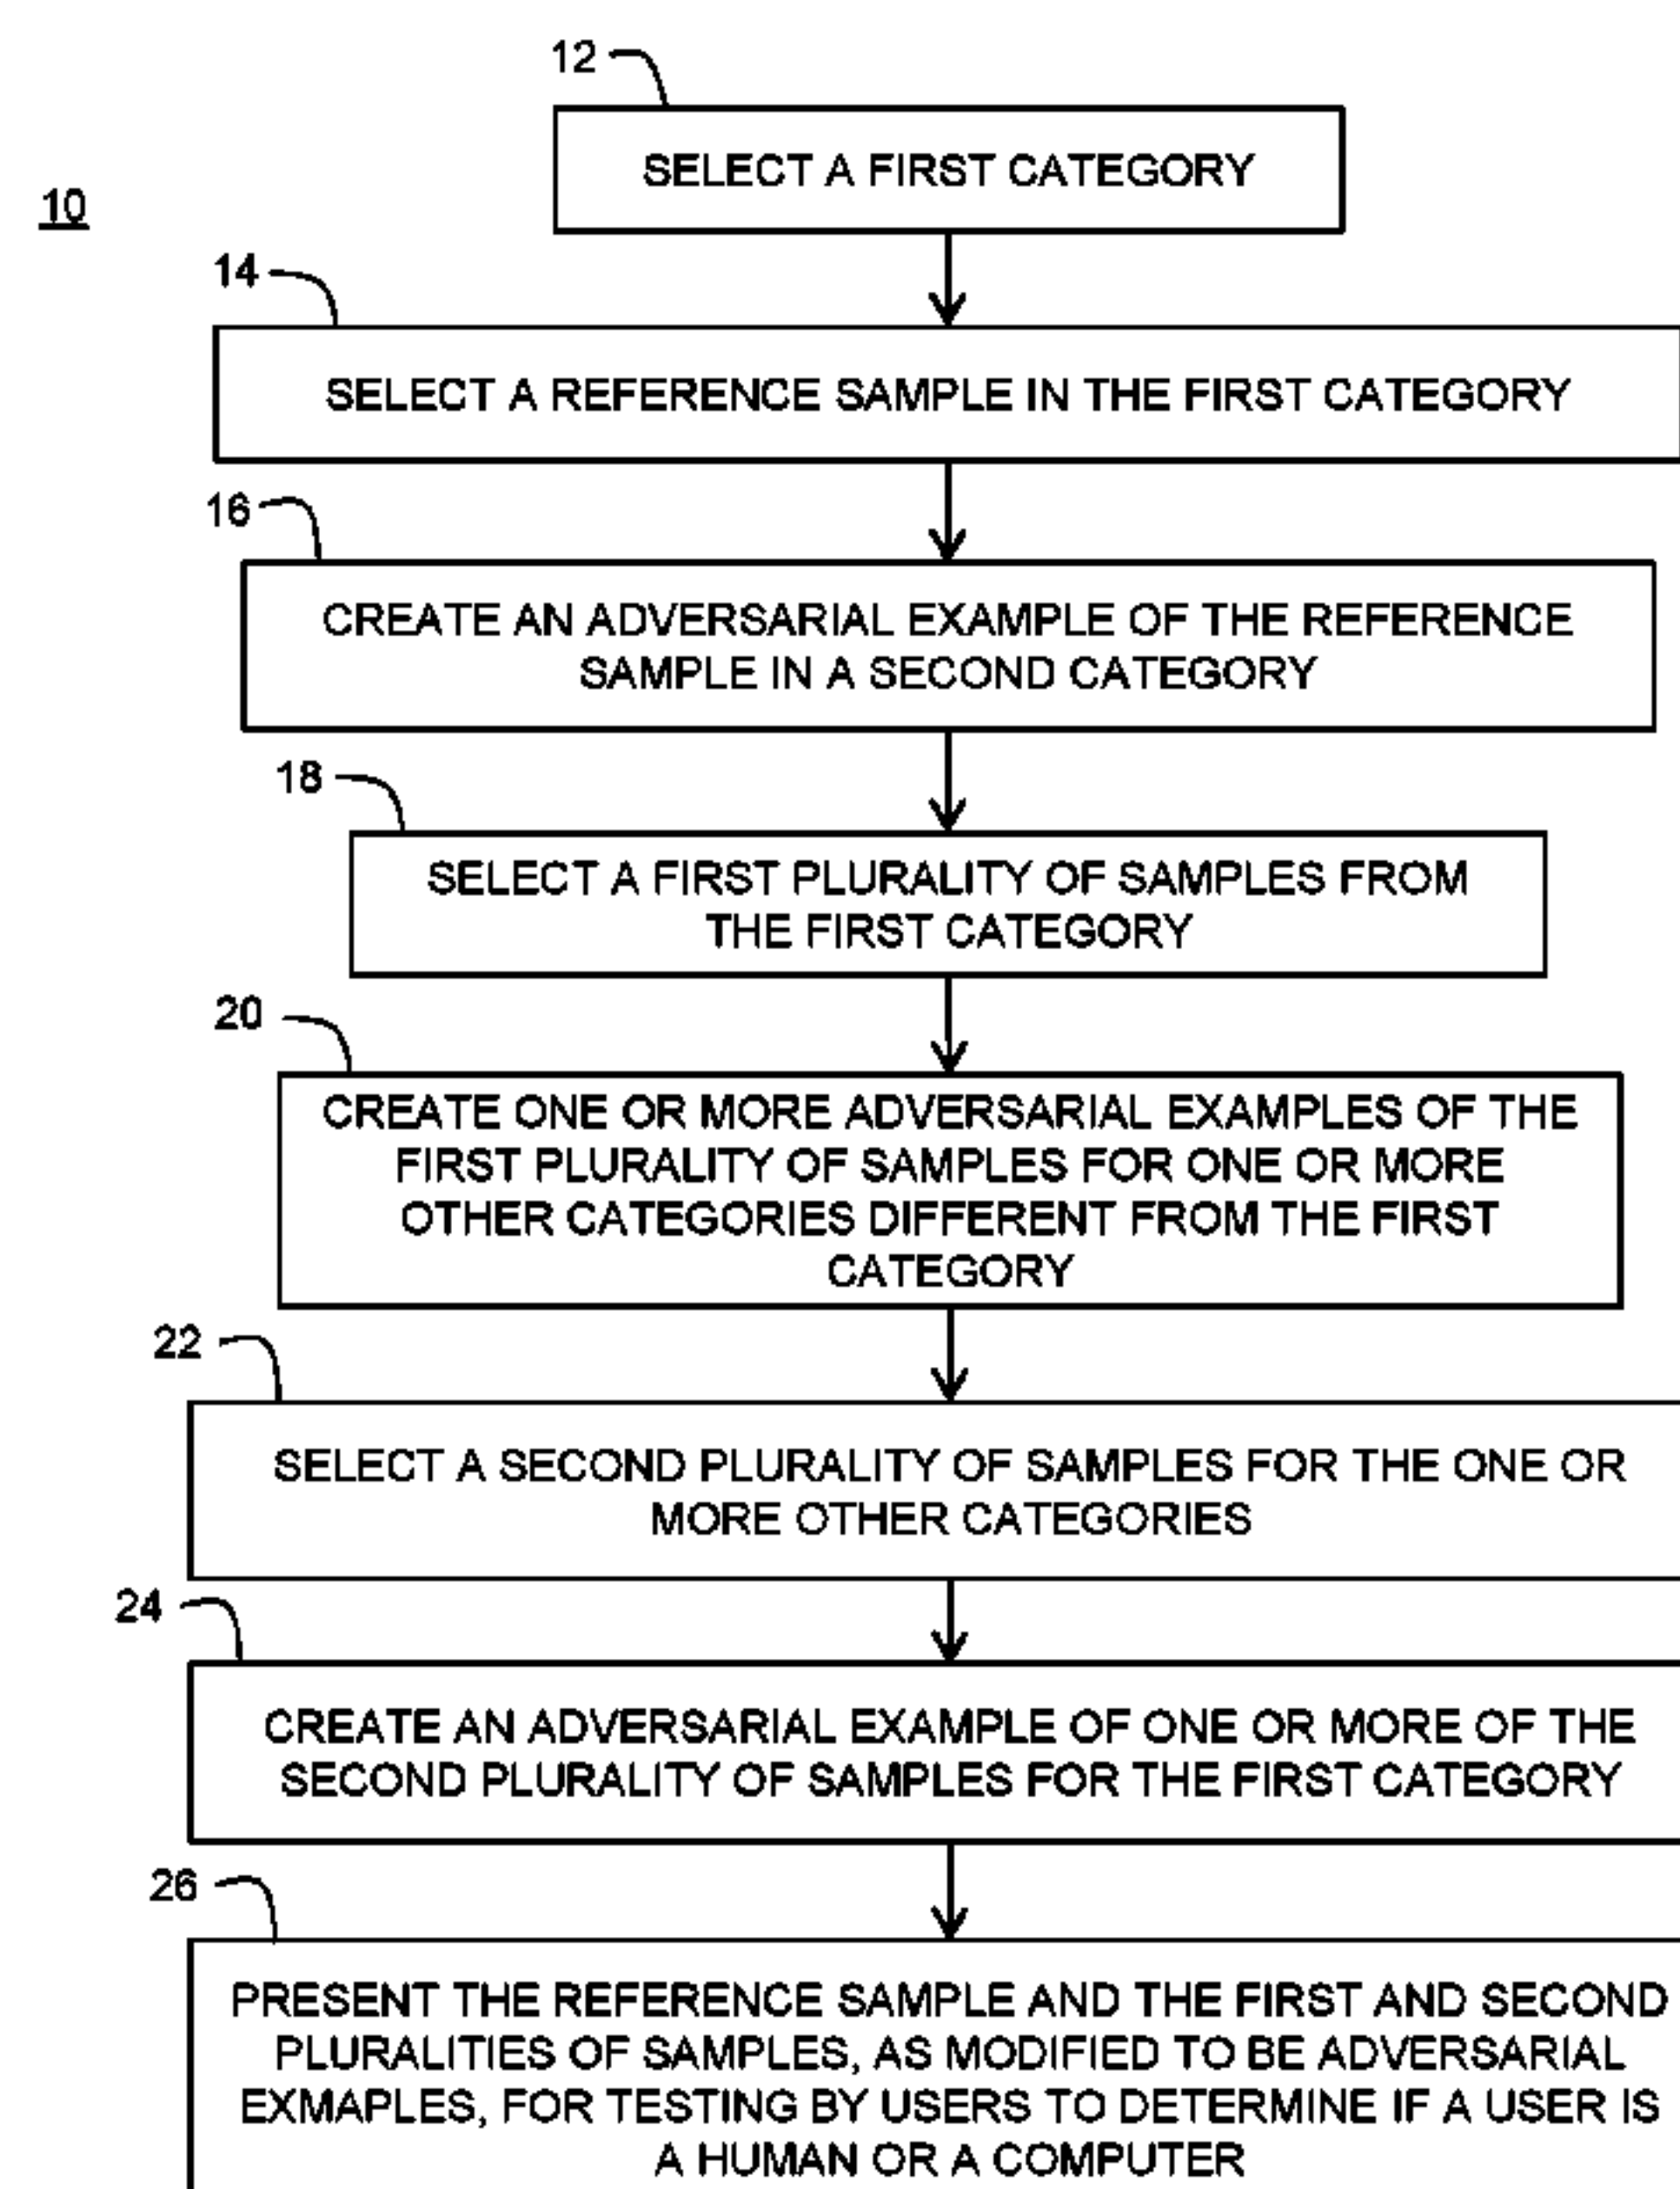 12
SELECT A FIRST CATEGORY
10
14
SELECT A REFERENCE SAMPLE IN THE FIRST CATEGORY
16
CREATE AN ADVERSARIAL EXAMPLE OF THE REFERENCE
SAMPLE IN A SECOND CATEGORY
18
SELECT A FIRST PLURALITY OF SAMPLES FROM
THE FIRST CATEGORY
20
CREATE ONE OR MORE ADVERSARIAL EXAMPLES OF THE
FIRST PLURALITY OF SAMPLES FOR ONE OR MORE
OTHER CATEGORIES DIFFERENT FROM THE FIRST
CATEGORY
22
SELECT A SECOND PLURALITY OF SAMPLES FOR THE ONE OR
MORE OTHER CATEGORIES
24
CREATE AN ADVERSARIAL EXAMPLE OF ONE OR MORE OF THE
SECOND PLURALITY OF SAMPLES FOR THE FIRST CATEGORY
26
PRESENT THE REFERENCE SAMPLE AND THE FIRST AND SECOND
PLURALITIES OF SAMPLES, AS MODIFIED TO BE ADVERSARIAL
EXMAPLES, FOR TESTING BY USERS TO DETERMINE IF A USER IS
A HUMAN OR A COMPUTER